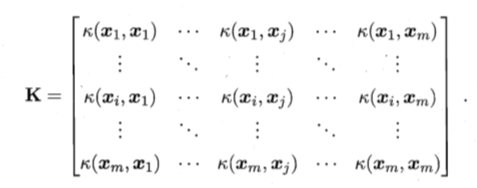 κ(x₁, x₁) ⋯ κ(x₁, xⱼ) ⋯ κ(x₁, xₘ)
⋮ ⋱ ⋮ ⋱ ⋮
K = κ(xᵢ, x₁) ⋯ κ(xᵢ, xⱼ) ⋯ κ(xᵢ, xₘ) .
⋮ ⋱ ⋮ ⋱ ⋮
κ(xₘ, x₁) ⋯ κ(xₘ, xⱼ) ⋯ κ(xₘ, xₘ)